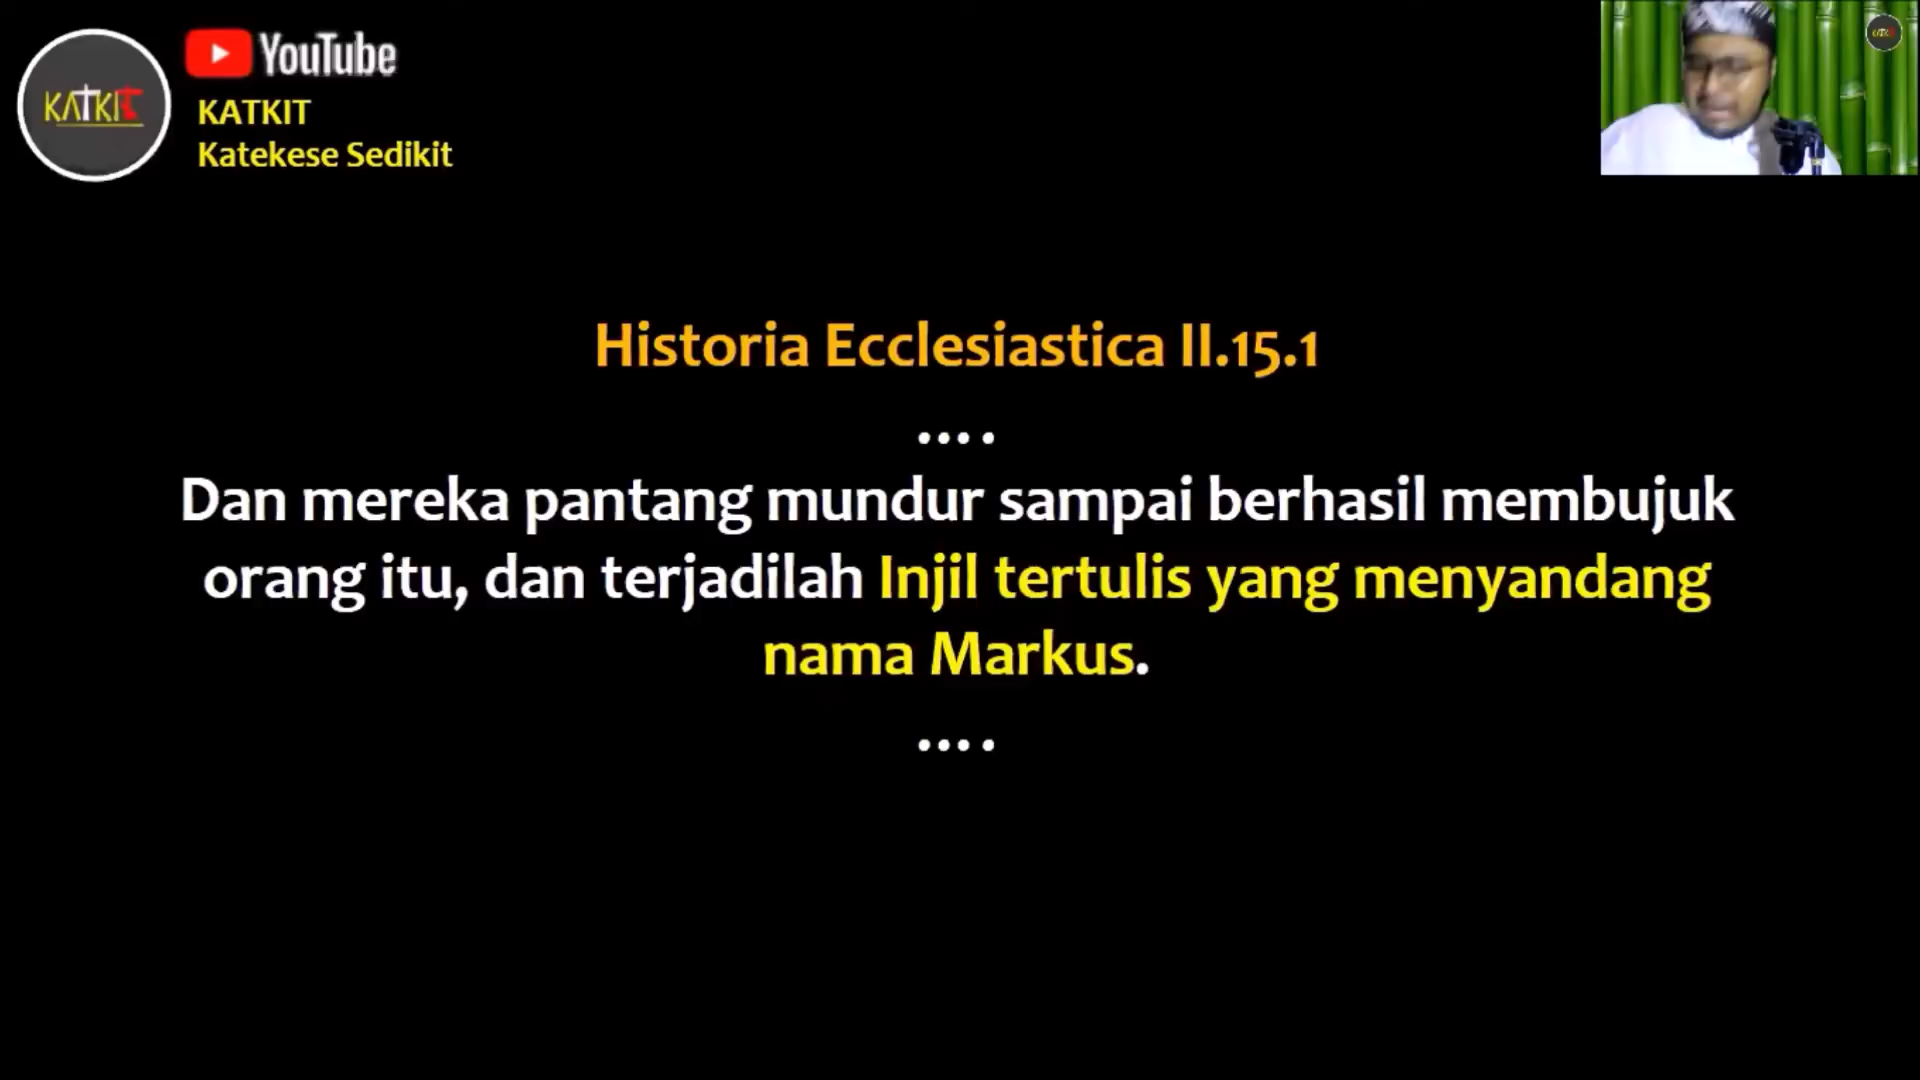 KATKIT
YouTube
KATKIT
Katekese Sedikit
Historia Ecclesiastica II.15.1
....
Dan mereka pantang mundur sampai berhasil membujuk
orang itu, dan terjadilah Injil tertulis yang menyandang
nama Markus.
....